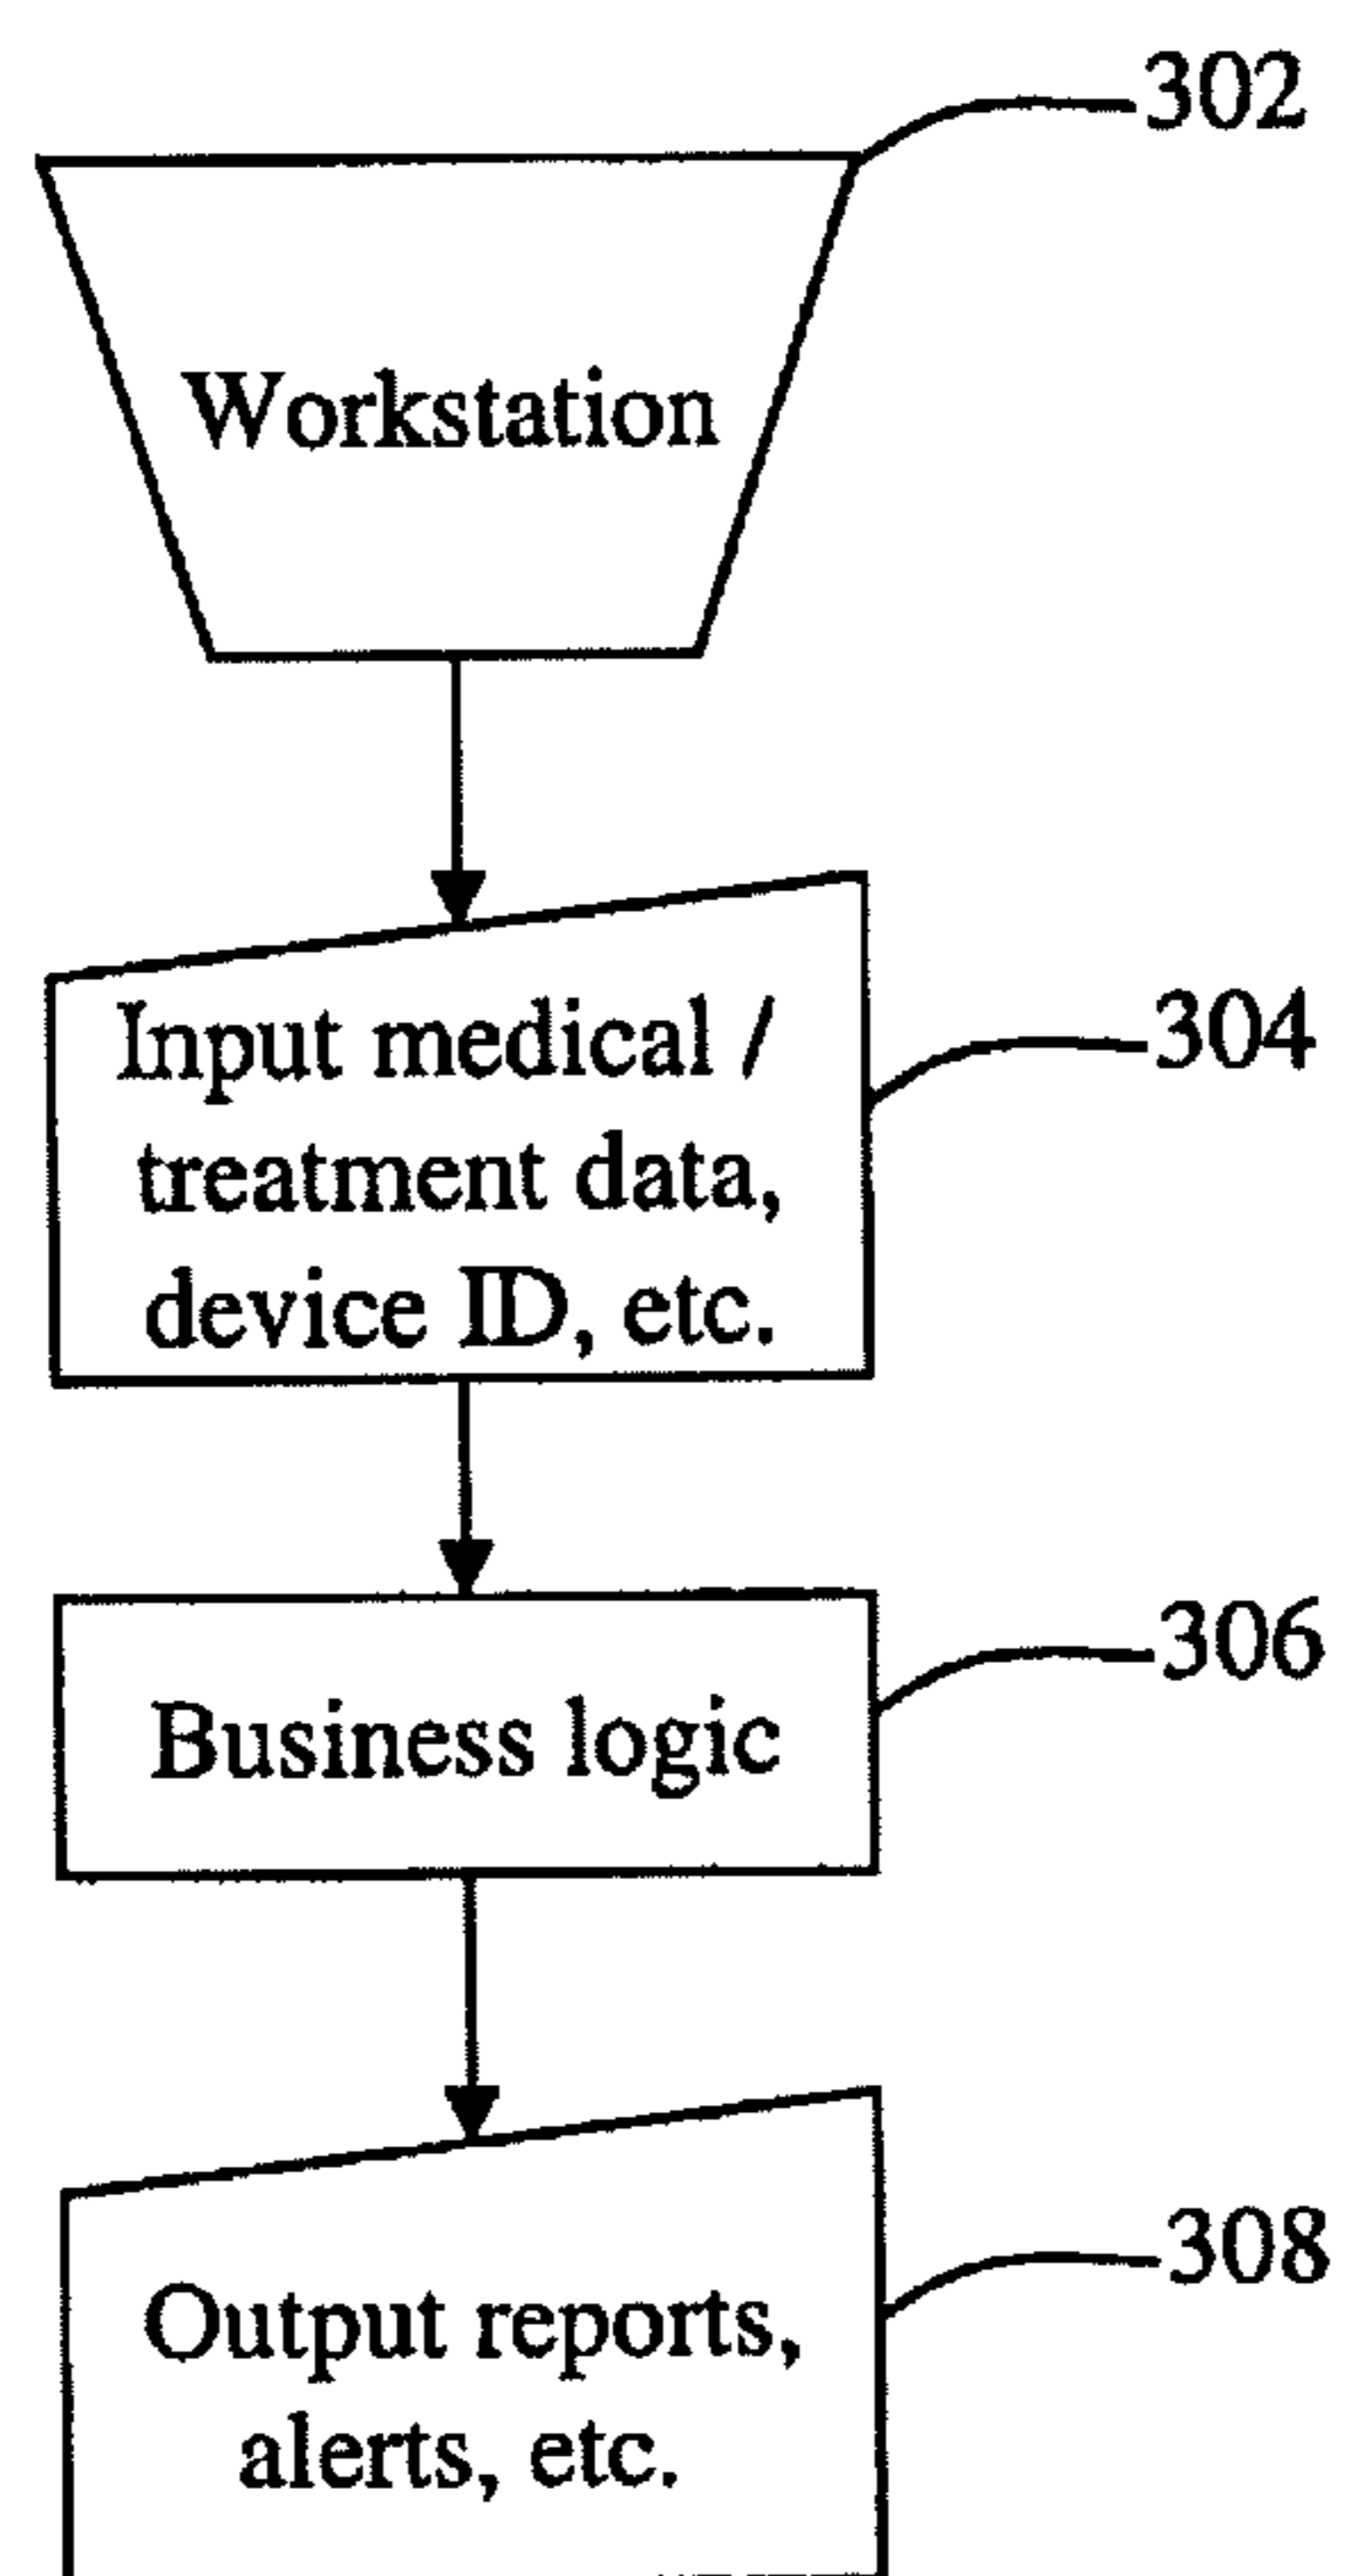 302
Workstation
304
Input medical /
treatment data,
device ID, etc.
306
Business logic
308
Output reports,
alerts, etc.